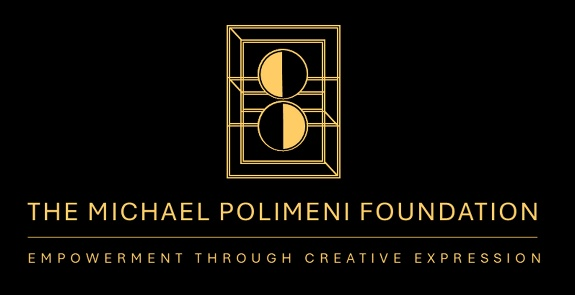 THE MICHAEL POLIMENI FOUNDATION
EMPOWERMENT THROUGH CREATIVE EXPRESSION